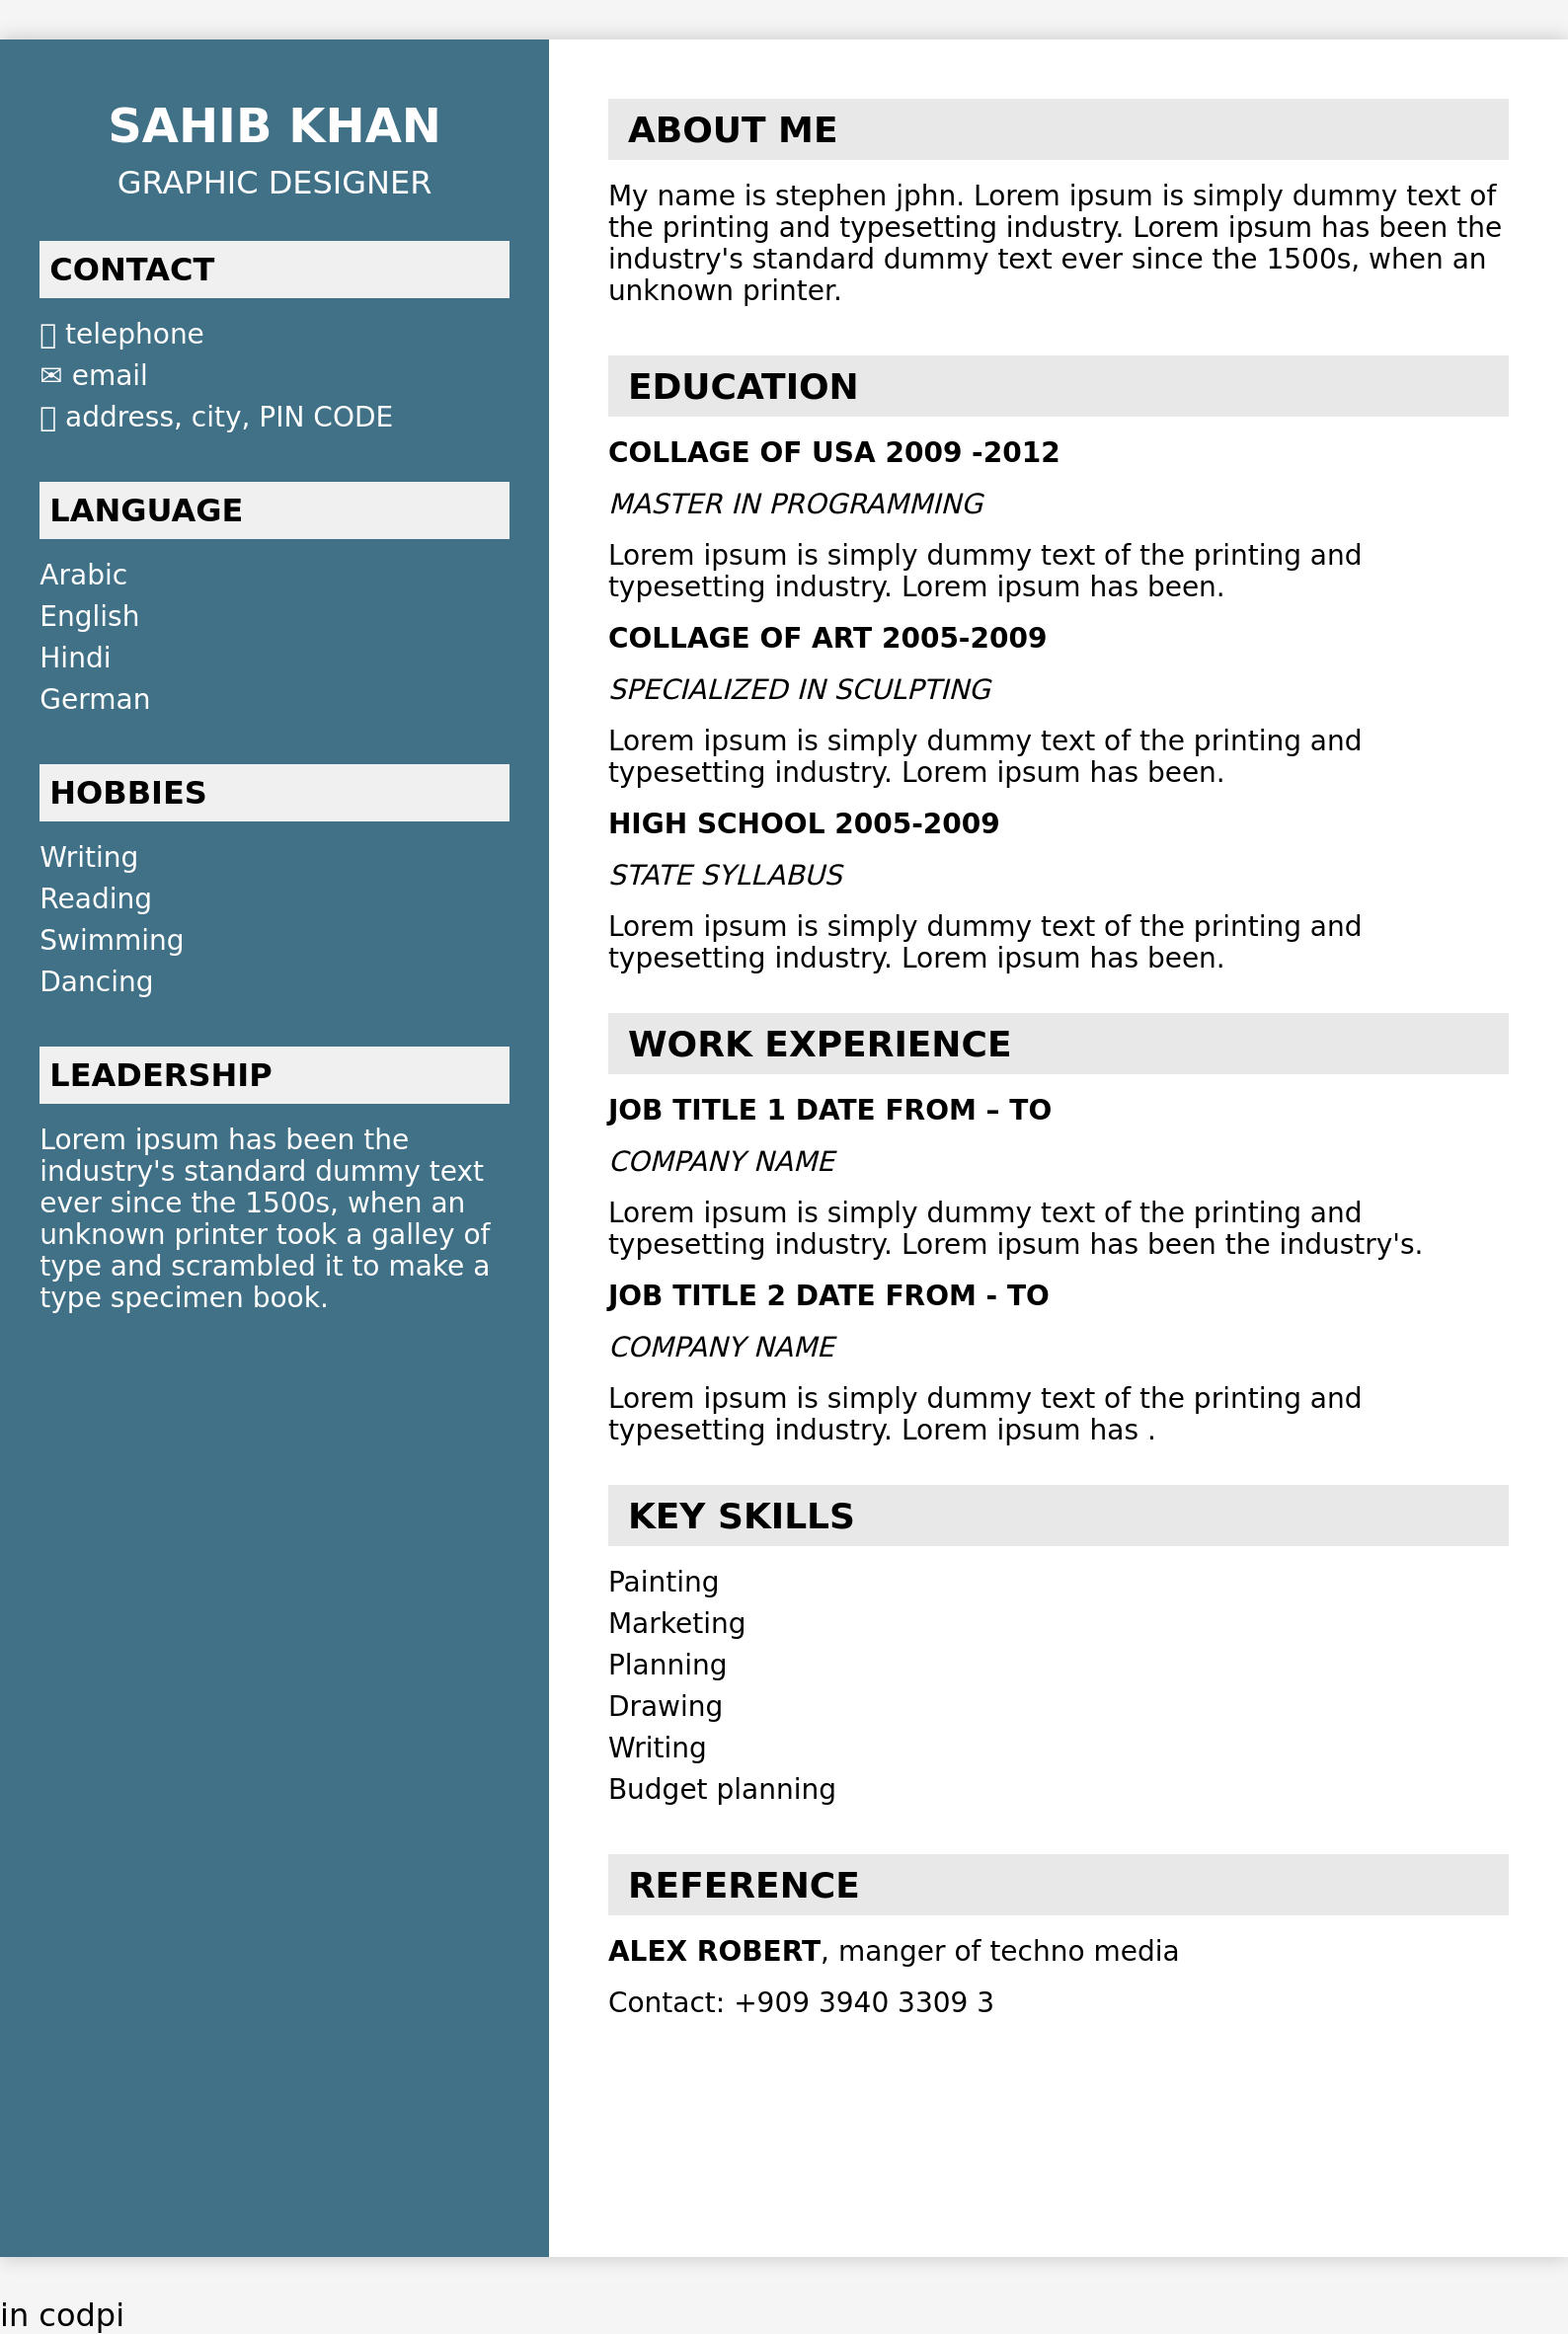 SAHIB KHAN
GRAPHIC DESIGNER
CONTACT
telephone
✉ email
address, city, PIN CODE
LANGUAGE
Arabic
English
Hindi
German
HOBBIES
Writing
Reading
Swimming
Dancing
LEADERSHIP
Lorem ipsum has been the
industry's standard dummy text
ever since the 1500s, when an
unknown printer took a galley of
type and scrambled it to make a
type specimen book.
ABOUT ME
My name is stephen jphn. Lorem ipsum is simply dummy text of
the printing and typesetting industry. Lorem ipsum has been the
industry's standard dummy text ever since the 1500s, when an
unknown printer.
EDUCATION
COLLAGE OF USA 2009 -2012
MASTER IN PROGRAMMING
Lorem ipsum is simply dummy text of the printing and
typesetting industry. Lorem ipsum has been.
COLLAGE OF ART 2005-2009
SPECIALIZED IN SCULPTING
Lorem ipsum is simply dummy text of the printing and
typesetting industry. Lorem ipsum has been.
HIGH SCHOOL 2005-2009
STATE SYLLABUS
Lorem ipsum is simply dummy text of the printing and
typesetting industry. Lorem ipsum has been.
WORK EXPERIENCE
JOB TITLE 1 DATE FROM – TO
COMPANY NAME
Lorem ipsum is simply dummy text of the printing and
typesetting industry. Lorem ipsum has been the industry's.
JOB TITLE 2 DATE FROM - TO
COMPANY NAME
Lorem ipsum is simply dummy text of the printing and
typesetting industry. Lorem ipsum has .
KEY SKILLS
Painting
Marketing
Planning
Drawing
Writing
Budget planning
REFERENCE
ALEX ROBERT, manger of techno media
Contact: +909 3940 3309 3
in codpi